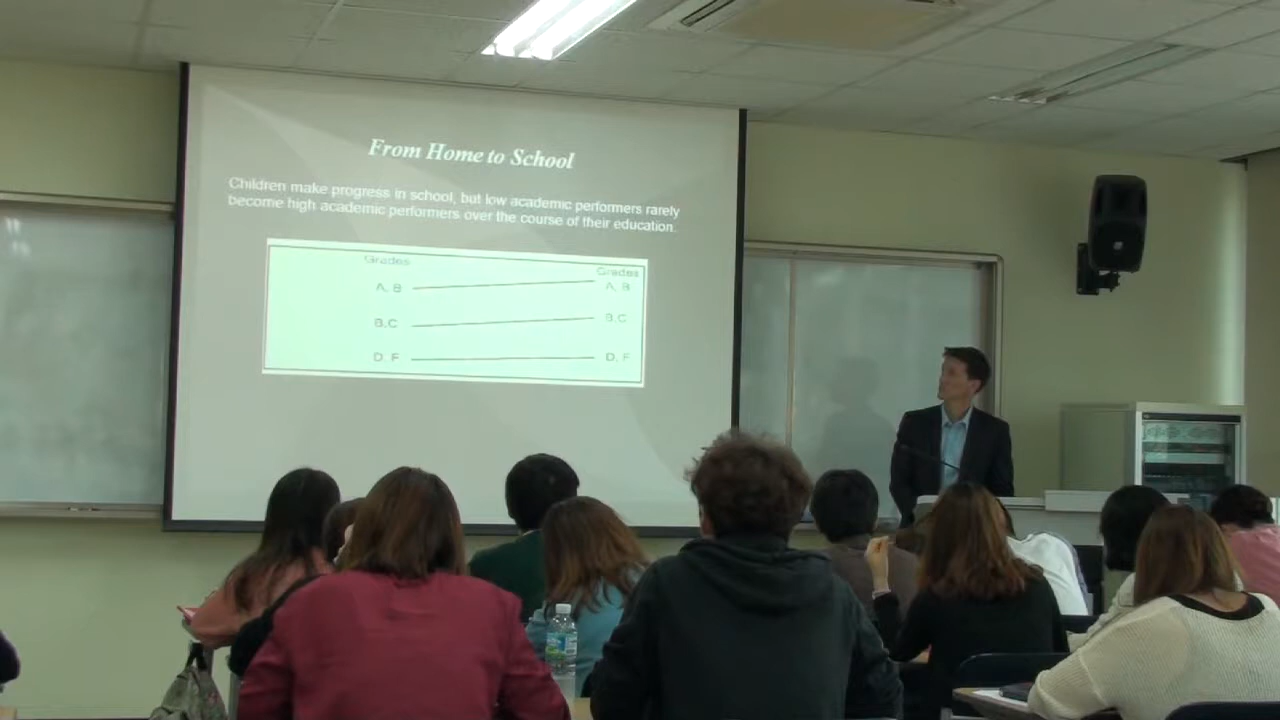 From Home to School
Children make progress in school, but low academic performers rarely
become high academic performers over the course of their education.
Grades
Grades
A, B
A, B
B,C
B,C
D, F
D, F